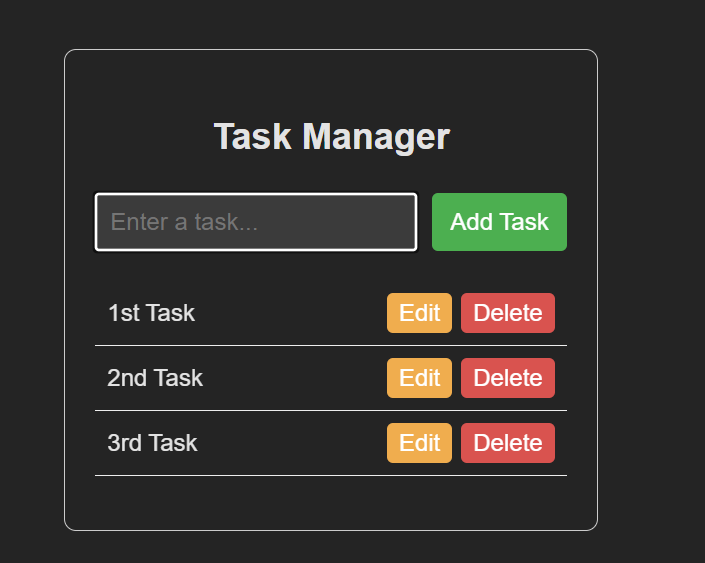 Task Manager
Enter a task... Add Task
1st Task Edit Delete
2nd Task Edit Delete
3rd Task Edit Delete